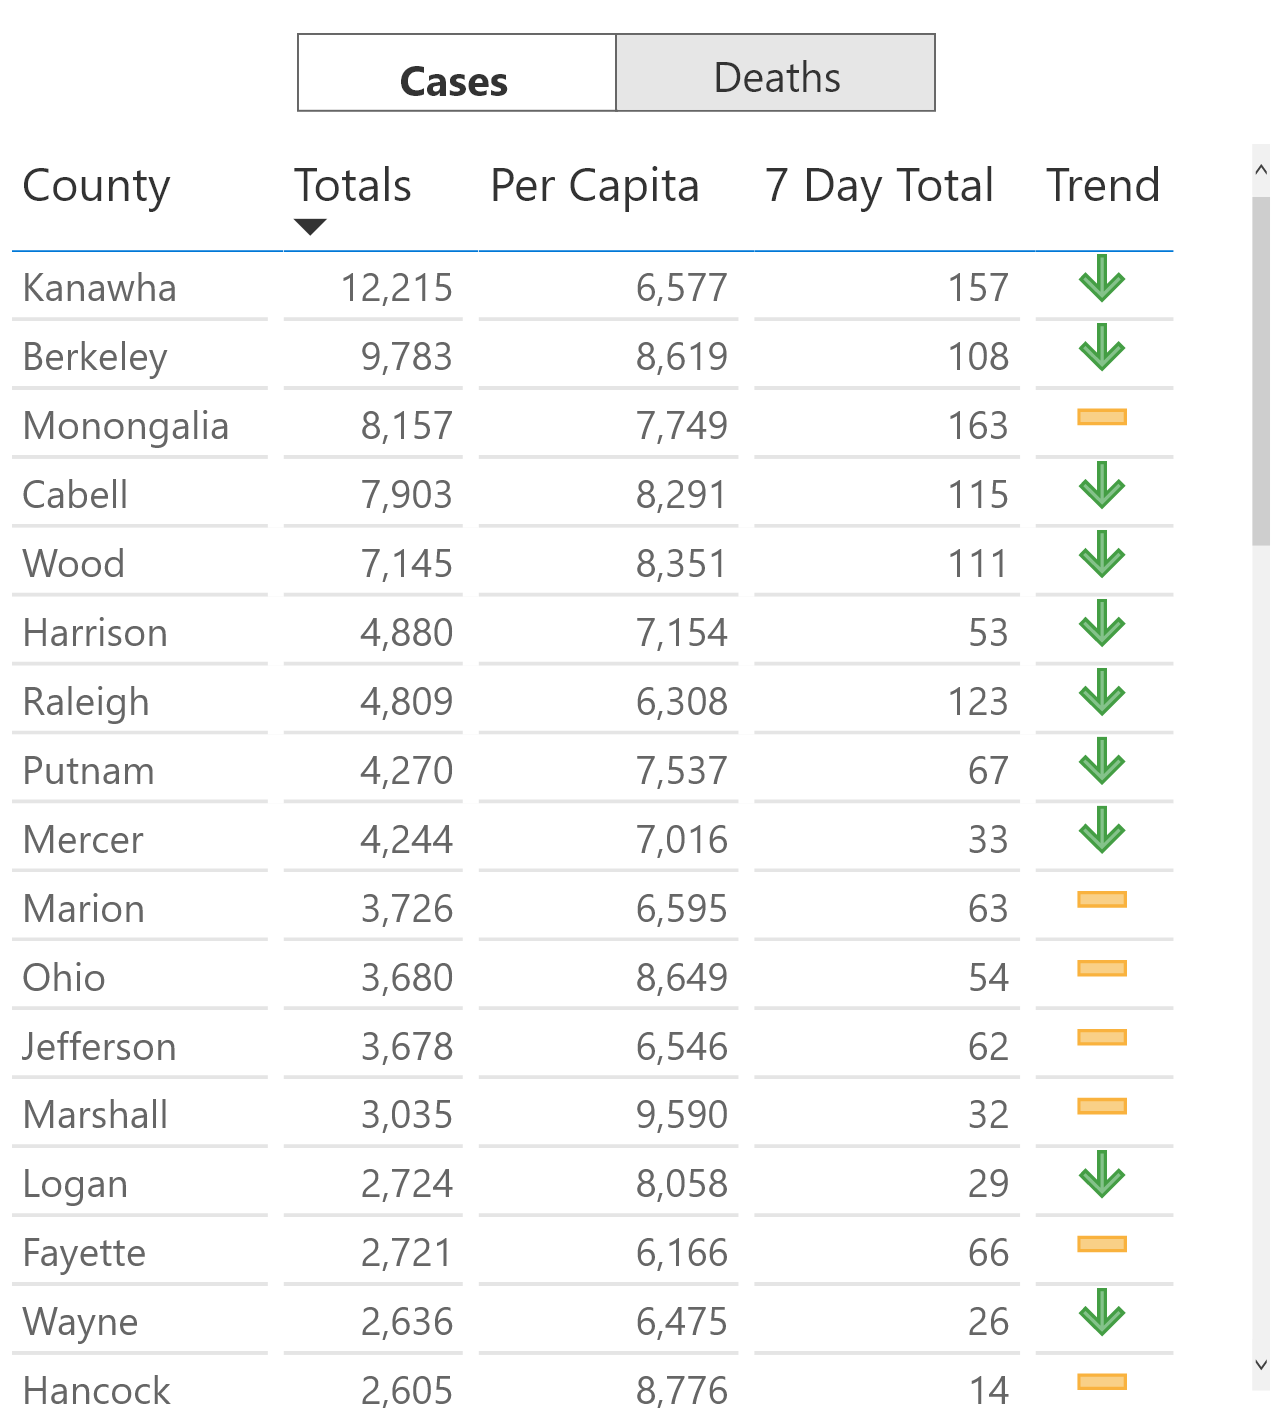 Cases Deaths
County Totals Per Capita 7 Day Total Trend
Kanawha 12,215 6,577 157
Berkeley 9,783 8,619 108
Monongalia 8,157 7,749 163
Cabell 7,903 8,291 115
Wood 7,145 8,351 111
Harrison 4,880 7,154 53
Raleigh 4,809 6,308 123
Putnam 4,270 7,537 67
Mercer 4,244 7,016 33
Marion 3,726 6,595 63
Ohio 3,680 8,649 54
Jefferson 3,678 6,546 62
Marshall 3,035 9,590 32
Logan 2,724 8,058 29
Fayette 2,721 6,166 66
Wayne 2,636 6,475 26
Hancock 2,605 8,776 14